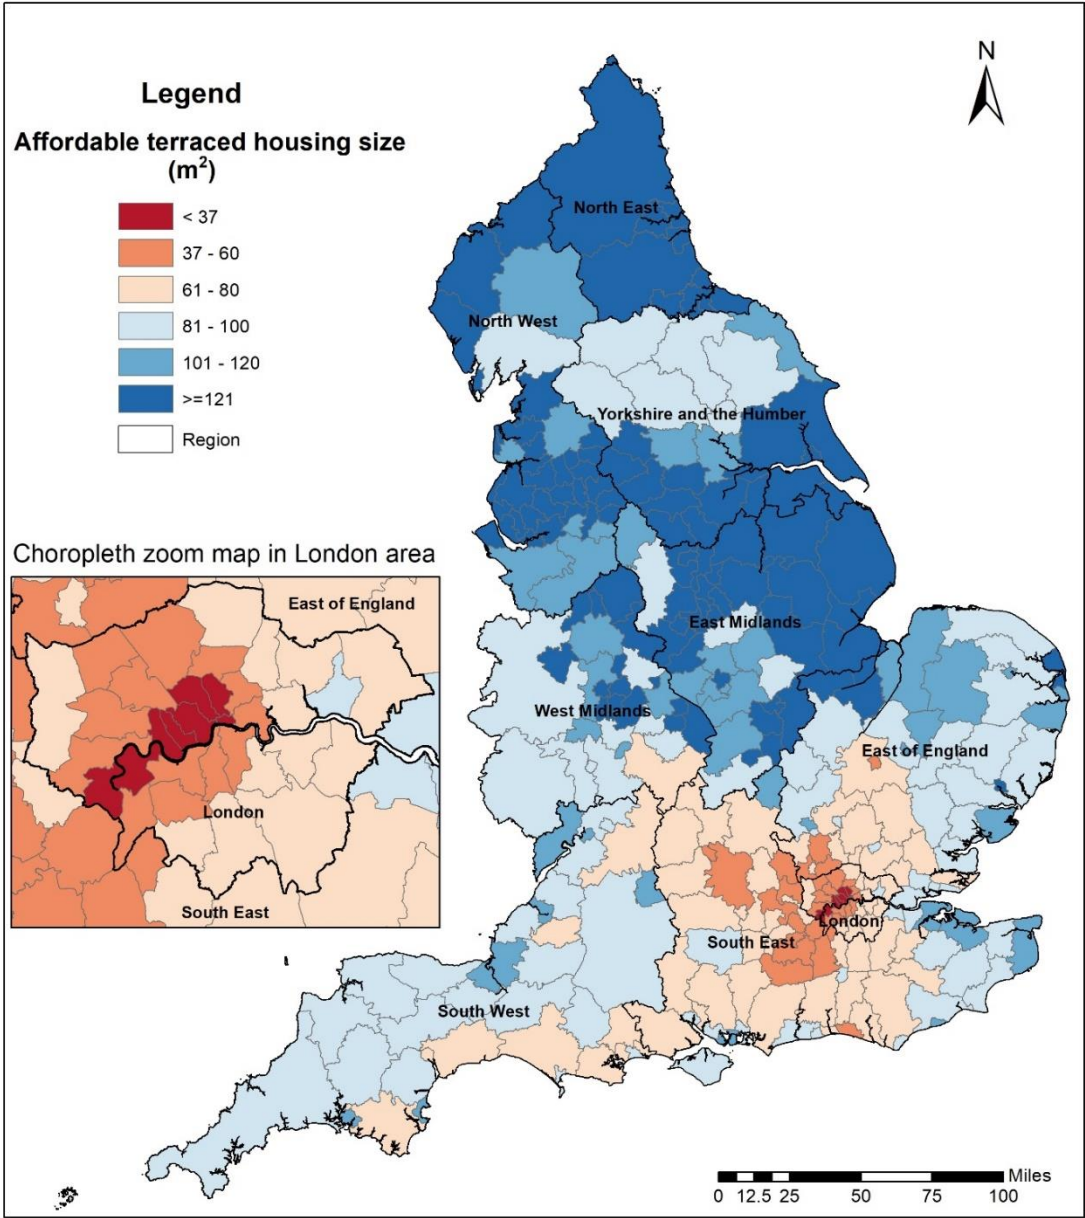 N
Legend
Affordable terraced housing size
(m²)
< 37
37 - 60
61 - 80
81 - 100
101 - 120
>=121
Region
North East
North West
Yorkshire and the Humber
East Midlands
West Midlands
East of England
London
South East
South West
Choropleth zoom map in London area
East of England
London
South East
Miles
0 12.5 25 50 75 100